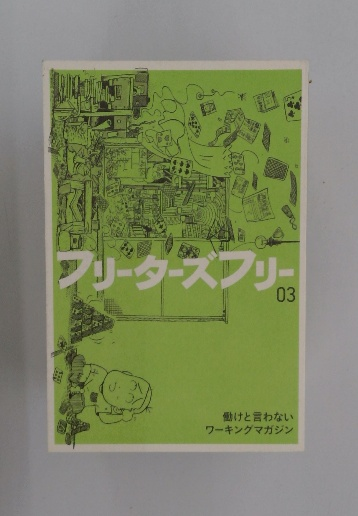 フリーターズフリー
03
働けと言わない
ワーキングマガジン